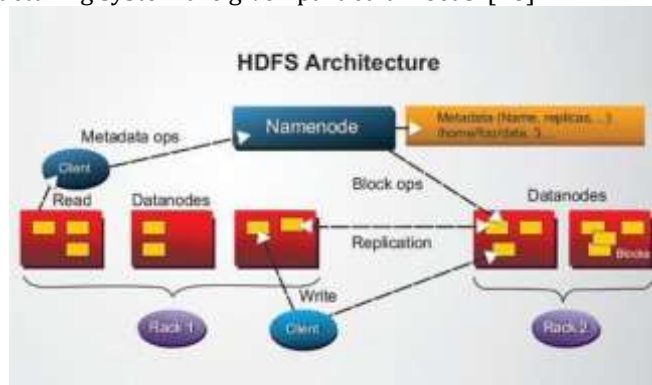 HDFS Architecture
Metadata ops
Namenode
Metadata (Name, replicas, ...):
/home/foo/data, 3, ...
Client
Block ops
Read
Datanodes
Datanodes
Replication
Blocks
Write
Rack 1
Client
Rack 2